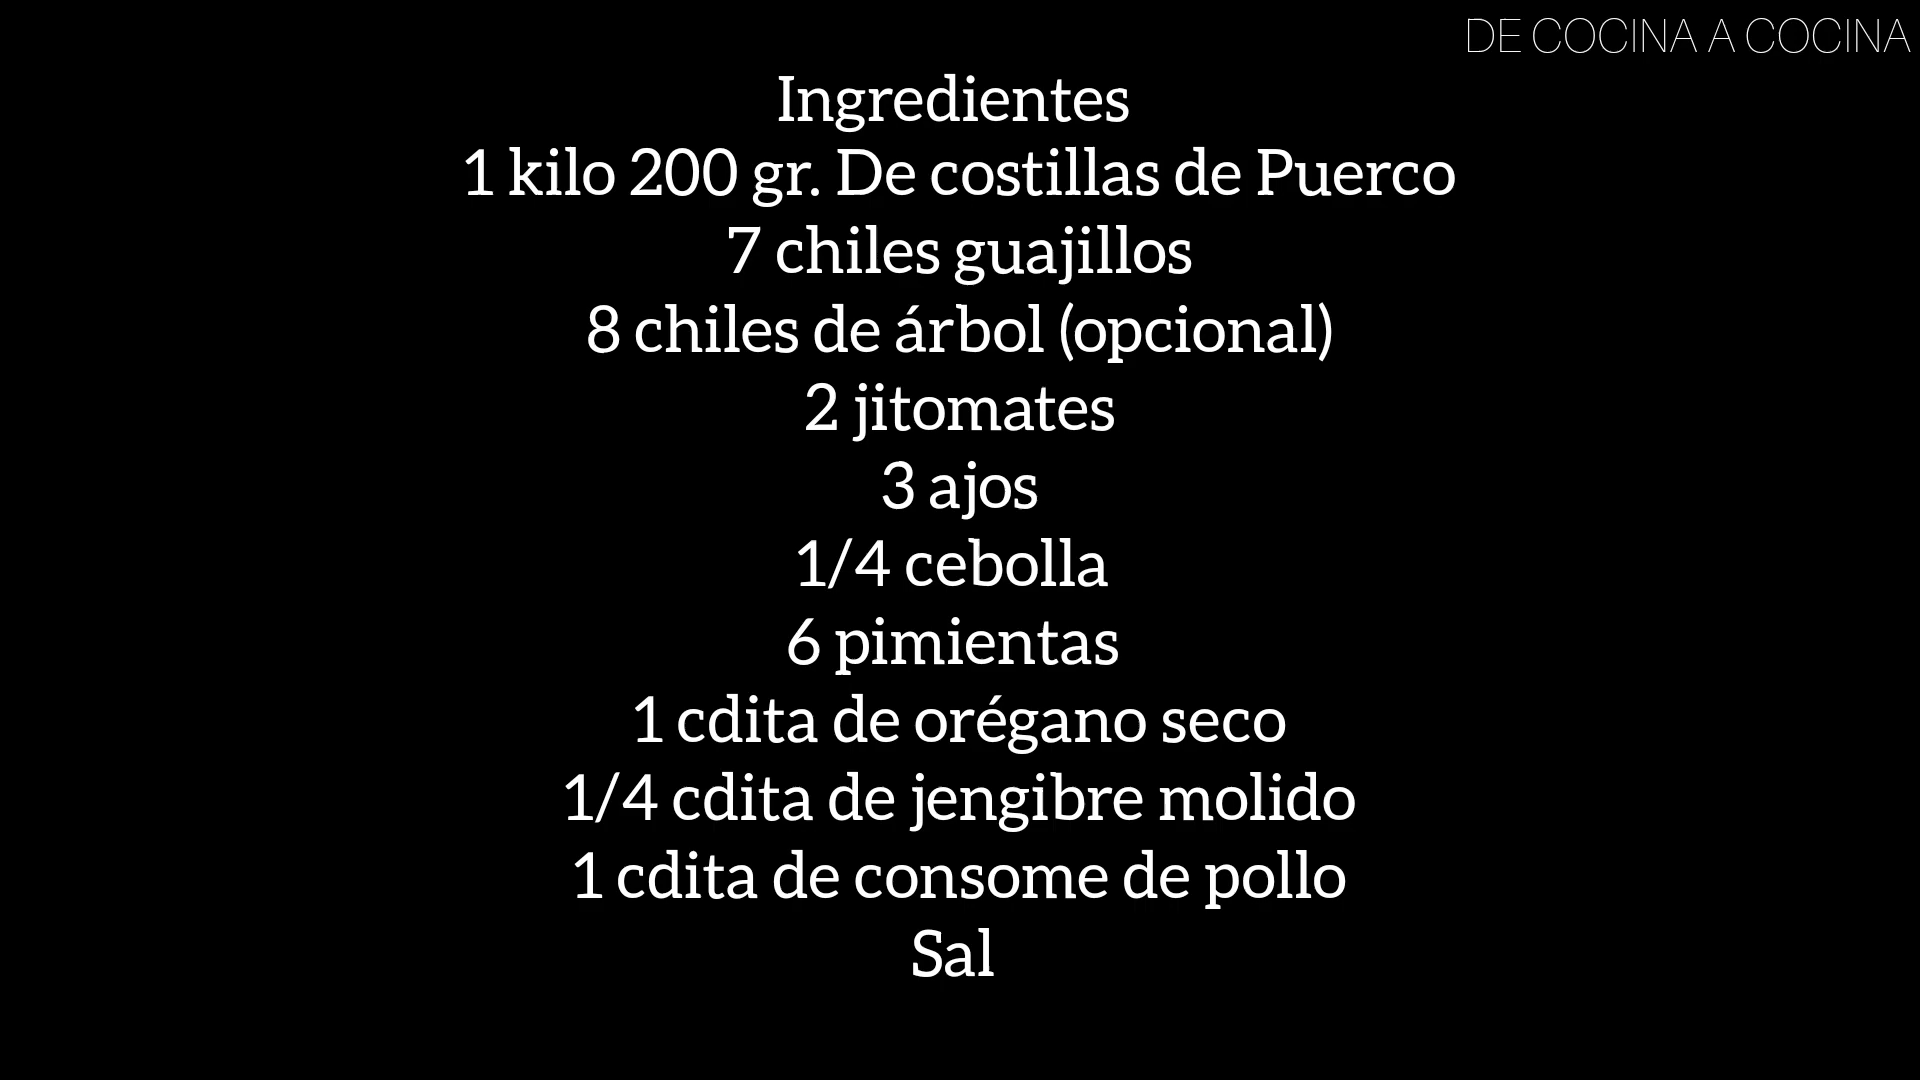 DE COCINA A COCINA
Ingredientes
1 kilo 200 gr. De costillas de Puerco
7 chiles guajillos
8 chiles de árbol (opcional)
2 jitomates
3 ajos
1/4 cebolla
6 pimientas
1 cdita de orégano seco
1/4 cdita de jengibre molido
1 cdita de consome de pollo
Sal